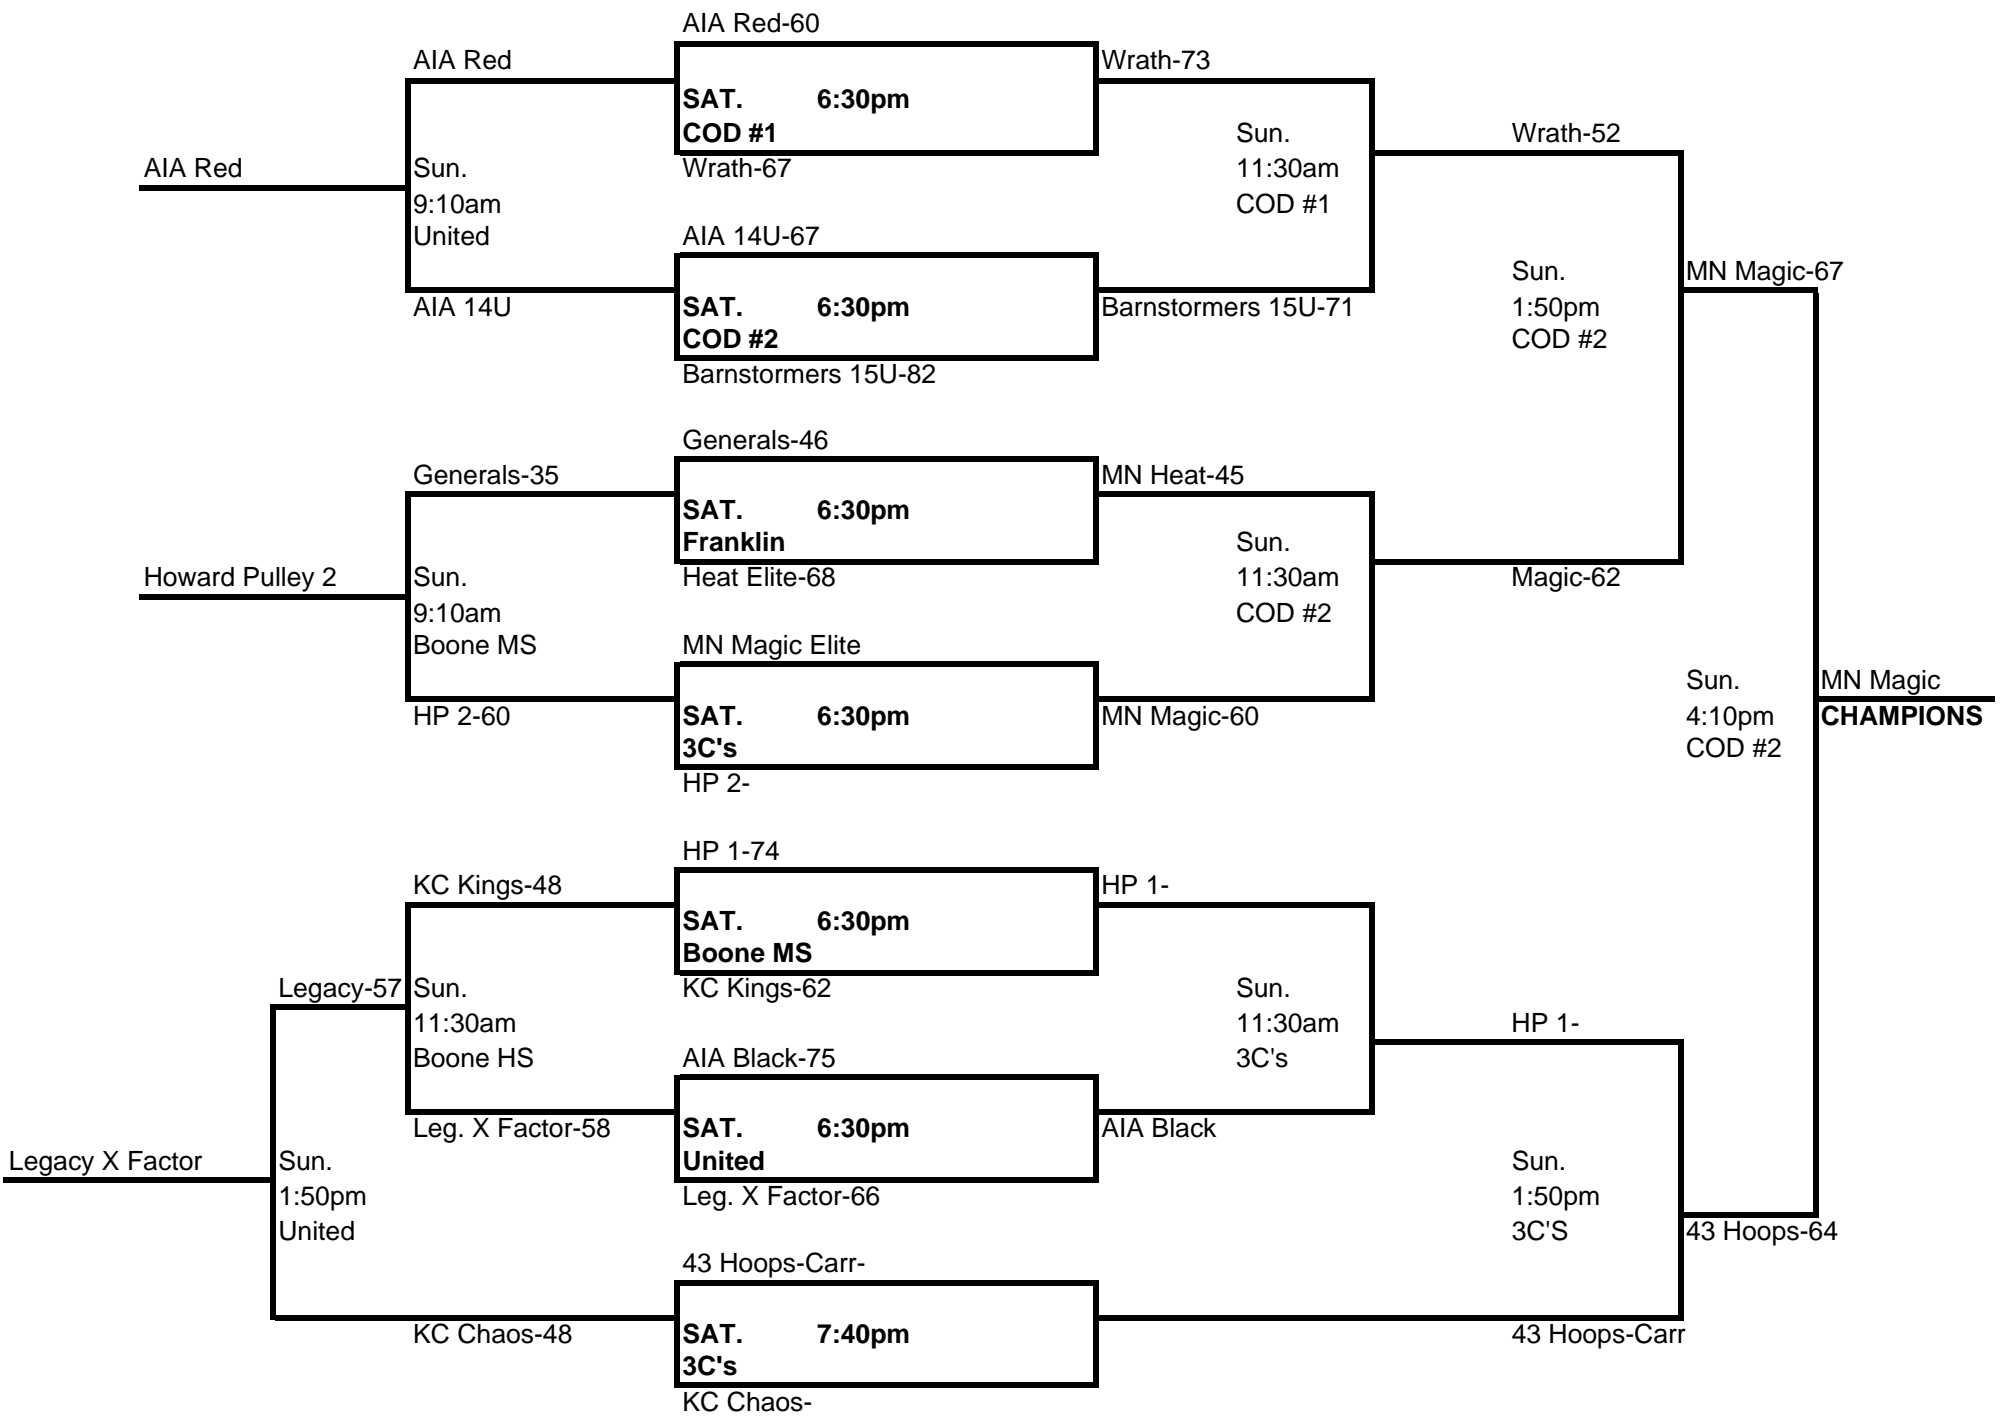 AIA Red-60
AIA Red
Wrath-73
SAT. 6:30pm
COD #1
Sun.
Wrath-52
AIA Red
Sun.
Wrath-67
11:30am
9:10am
COD #1
United
AIA 14U-67
Sun.
MN Magic-67
AIA 14U
SAT. 6:30pm
Barnstormers 15U-71
1:50pm
COD #2
COD #2
Barnstormers 15U-82
Generals-46
Generals-35
MN Heat-45
SAT. 6:30pm
Franklin
Sun.
Howard Pulley 2
Sun.
Heat Elite-68
11:30am
Magic-62
9:10am
COD #2
Boone MS
MN Magic Elite
Sun.
MN Magic
HP 2-60
SAT. 6:30pm
MN Magic-60
4:10pm
CHAMPIONS
3C's
COD #2
HP 2-
HP 1-74
KC Kings-48
HP 1-
SAT. 6:30pm
Boone MS
Legacy-57
Sun.
KC Kings-62
Sun.
11:30am
11:30am
HP 1-
Boone HS
AIA Black-75
3C's
Leg. X Factor-58
SAT. 6:30pm
AIA Black
Legacy X Factor
Sun.
United
Sun.
1:50pm
Leg. X Factor-66
1:50pm
United
3C'S
43 Hoops-64
43 Hoops-Carr-
KC Chaos-48
SAT. 7:40pm
43 Hoops-Carr
3C's
KC Chaos-